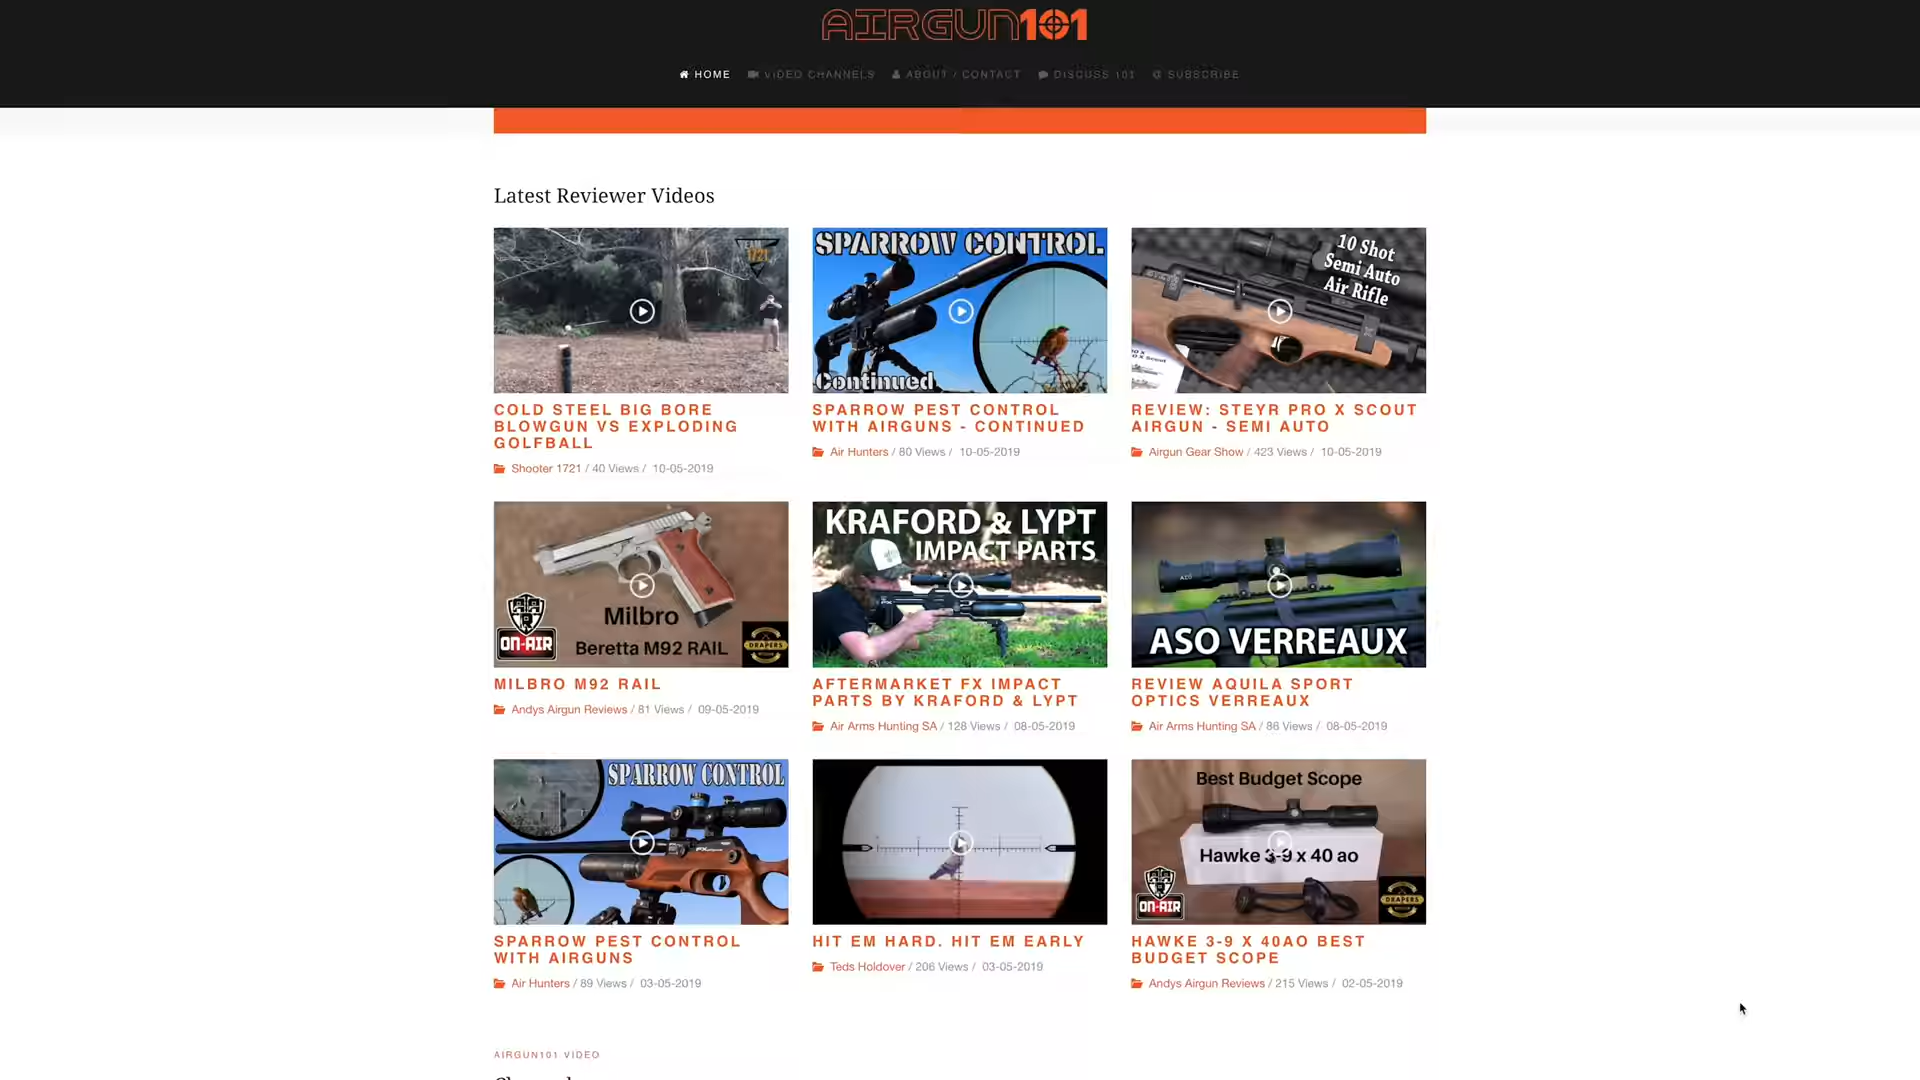 AIRGUN101
HOME VIDEO CHANNELS ABOUT / CONTACT DISCUSS 101 SUBSCRIBE
Latest Reviewer Videos
TEAM
1721
SPARROW CONTROL
Continued
10 Shot
Semi Auto
Air Rifle
COLD STEEL BIG BORE
BLOWGUN VS EXPLODING
GOLFBALL
Shooter 1721 / 40 Views / 10-05-2019
SPARROW PEST CONTROL
WITH AIRGUNS - CONTINUED
Air Hunters / 80 Views / 10-05-2019
REVIEW: STEYR PRO X SCOUT
AIRGUN - SEMI AUTO
Airgun Gear Show / 423 Views / 10-05-2019
Milbro
Beretta M92 RAIL
ON-AIR
DRAPERS
KRAFORD & LYPT
IMPACT PARTS
ASO VERREAUX
MILBRO M92 RAIL
Andys Airgun Reviews / 81 Views / 09-05-2019
AFTERMARKET FX IMPACT
PARTS BY KRAFORD & LYPT
Air Arms Hunting SA / 128 Views / 08-05-2019
REVIEW AQUILA SPORT
OPTICS VERREAUX
Air Arms Hunting SA / 86 Views / 08-05-2019
SPARROW CONTROL
Best Budget Scope
Hawke 3-9 x 40 ao
ON-AIR
DRAPERS
SPARROW PEST CONTROL
WITH AIRGUNS
Air Hunters / 89 Views / 03-05-2019
HIT EM HARD. HIT EM EARLY
Teds Holdover / 206 Views / 03-05-2019
HAWKE 3-9 X 40AO BEST
BUDGET SCOPE
Andys Airgun Reviews / 215 Views / 02-05-2019
AIRGUN101 VIDEO